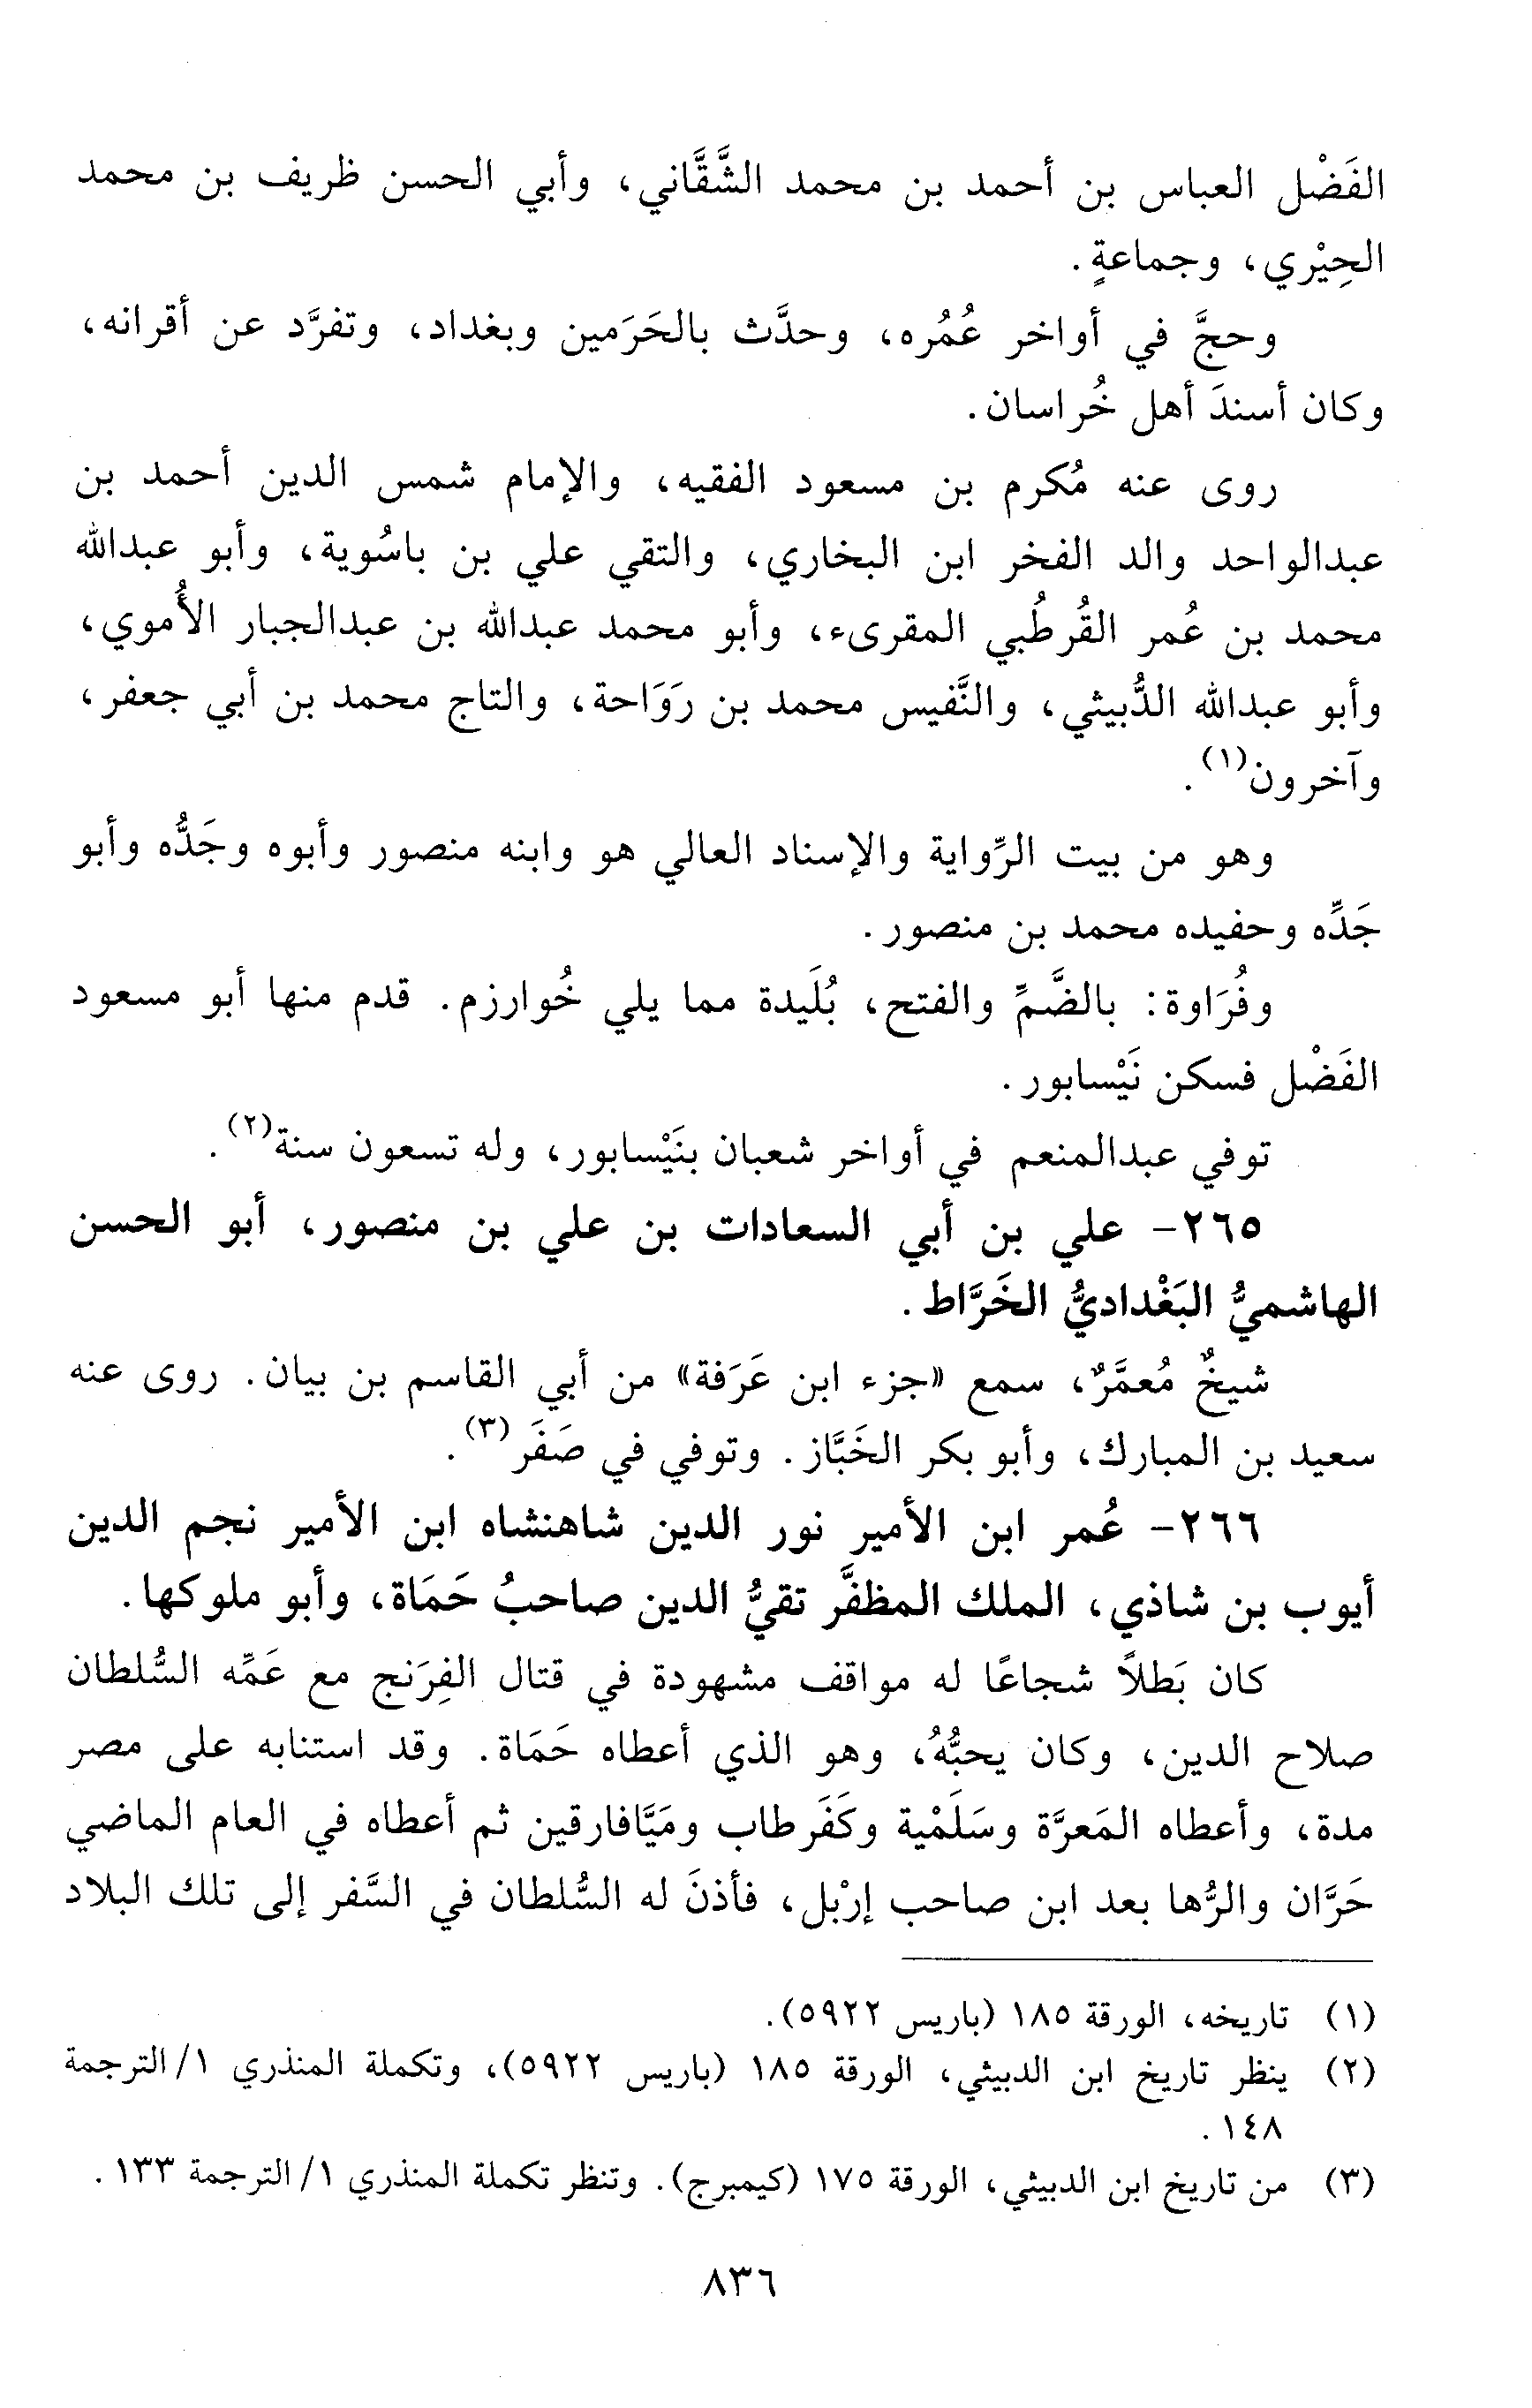 الفَضْل العباس بن أحمد بن محمد الشَّقَّاني، وأبي الحسن ظريف بن محمد
الحِيْري، وجماعةٍ.
وحجَّ في أواخر عُمُره، وحدَّث بالحَرَمين وبغداد، وتفرَّد عن أقرانه،
وكان أسندَ أهل خُراسان.
روى عنه مُكرم بن مسعود الفقيه، والإمام شمس الدين أحمد بن
عبدالواحد والد الفخر ابن البخاري، والتقي علي بن باسُوية، وأبو عبدالله
محمد بن عُمر القُرطُبي المقرىء، وأبو محمد عبدالله بن عبدالجبار الأُموي،
وأبو عبدالله الدُّبيثي، والنَّفيس محمد بن رَوَاحة، والتاج محمد بن أبي جعفر،
وآخرون(١).
وهو من بيت الرِّواية والإسناد العالي هو وابنه منصور وأبوه وجَدُّه وأبو
جَدِّه وحفيده محمد بن منصور.
وفُرَاوة: بالضَّمِّ والفتح، بُلَيدة مما يلي خُوارزم. قدم منها أبو مسعود
الفَضْل فسكن نَيْسابور.
توفي عبدالمنعم في أواخر شعبان بنَيْسابور، وله تسعون سنة(٢).
٢٦٥- علي بن أبي السعادات بن علي بن منصور، أبو الحسن
الهاشميُّ البَغْداديُّ الخَرَّاط.
شيخٌ مُعمَّرٌ، سمع «جزء ابن عَرَفة» من أبي القاسم بن بيان. روى عنه
سعيد بن المبارك، وأبو بكر الخَبَّاز. وتوفي في صَفَر(٣).
٢٦٦- عُمر ابن الأمير نور الدين شاهنشاه ابن الأمير نجم الدين
أيوب بن شاذي، الملك المظفَّر تقيُّ الدين صاحبُ حَمَاة، وأبو ملوكها.
كان بَطلاً شجاعًا له مواقف مشهودة في قتال الفِرَنج مع عَمِّه السُّلطان
صلاح الدين، وكان يحبُّهُ، وهو الذي أعطاه حَمَاة. وقد استنابه على مصر
مدة، وأعطاه المَعرَّة وسَلَمْية وكَفَرطاب ومَيَّافارقين ثم أعطاه في العام الماضي
حَرَّان والرُّها بعد ابن صاحب إرْبل، فأذنَ له السُّلطان في السَّفر إلى تلك البلاد
(١) تاريخه، الورقة ١٨٥ (باريس ٥٩٢٢).
(٢) ينظر تاريخ ابن الدبيثي، الورقة ١٨٥ (باريس ٥٩٢٢)، وتكملة المنذري ١/ الترجمة
١٤٨.
(٣) من تاريخ ابن الدبيثي، الورقة ١٧٥ (كيمبرج). وتنظر تكملة المنذري ١/ الترجمة ١٣٣.
٨٣٦